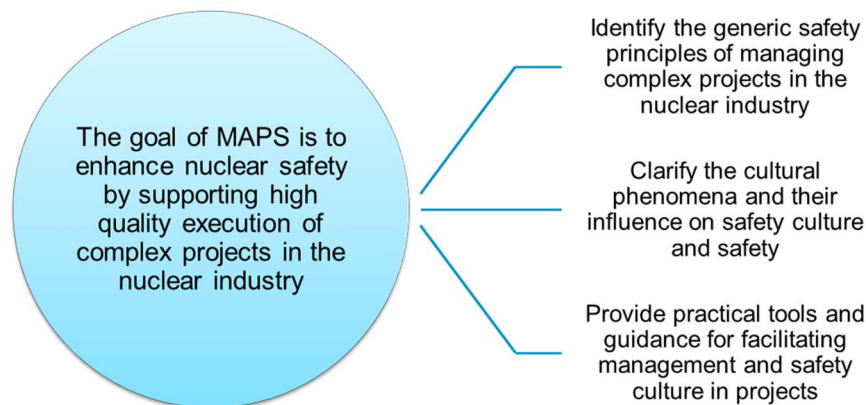 The goal of MAPS is to
enhance nuclear safety
by supporting high
quality execution of
complex projects in the
nuclear industry
Identify the generic safety
principles of managing
complex projects in the
nuclear industry
Clarify the cultural
phenomena and their
influence on safety culture
and safety
Provide practical tools and
guidance for facilitating
management and safety
culture in projects